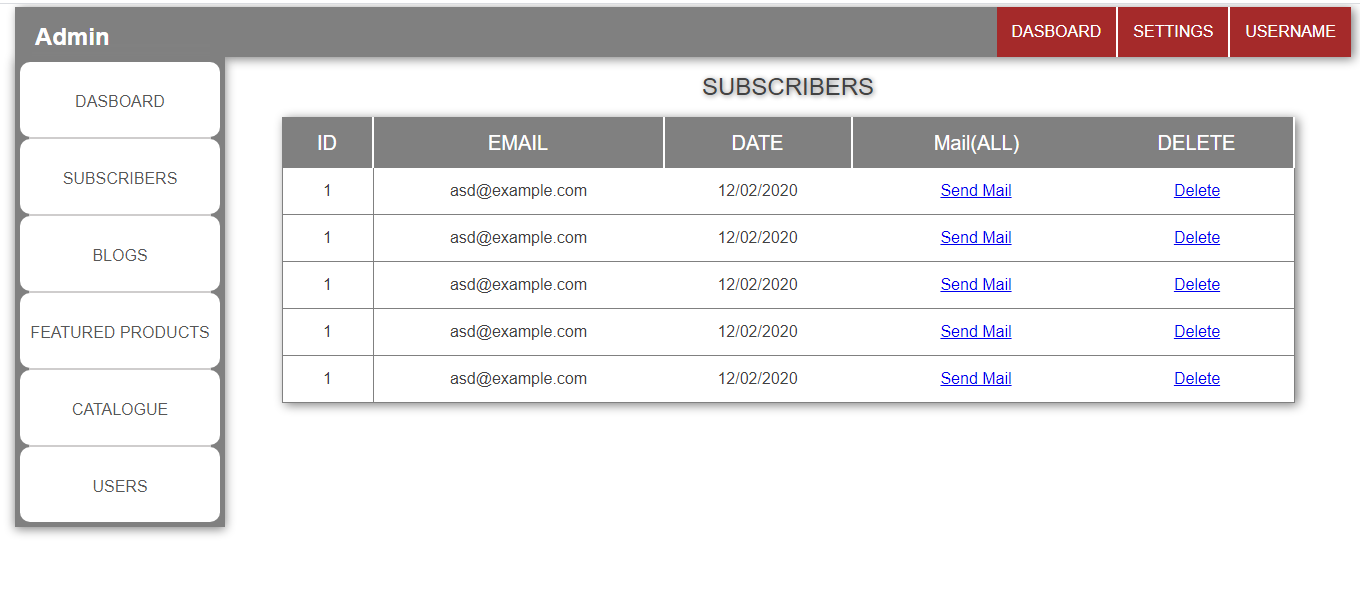 Admin
DASBOARD SETTINGS USERNAME
DASBOARD
SUBSCRIBERS
BLOGS
FEATURED PRODUCTS
CATALOGUE
USERS
SUBSCRIBERS
ID EMAIL DATE Mail(ALL) DELETE
1 asd@example.com 12/02/2020 Send Mail Delete
1 asd@example.com 12/02/2020 Send Mail Delete
1 asd@example.com 12/02/2020 Send Mail Delete
1 asd@example.com 12/02/2020 Send Mail Delete
1 asd@example.com 12/02/2020 Send Mail Delete